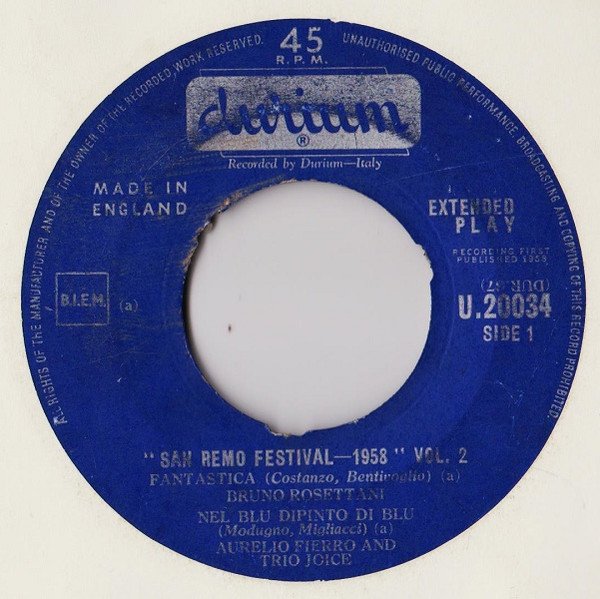 ALL RIGHTS OF THE MANUFACTURER AND OF THE OWNER OF THE RECORDED WORK RESERVED. UNAUTHORISED PUBLIC PERFORMANCE, BROADCASTING AND COPYING OF THIS RECORD PROHIBITED.
45
R.P.M.
durium
®
Recorded by Durium—Italy
MADE IN
ENGLAND
EXTENDED
PLAY
RECORDING FIRST
PUBLISHED 1958
B.I.E.M.
(a)
(DUR.57)
U.20034
SIDE 1
"SAN REMO FESTIVAL—1958" VOL. 2
FANTASTICA (Costanzo, Bentivoglio) (a)
BRUNO ROSETTANI
NEL BLU DIPINTO DI BLU
(Modugno, Migliacci) (a)
AURELIO FIERRO AND
TRIO JOICE